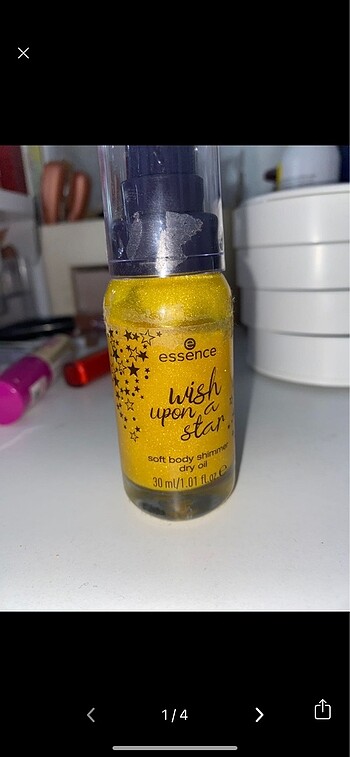 essence
wish
upon a
star
soft body shimmer
dry oil
30 ml/1.01 fl.oz
1 / 4